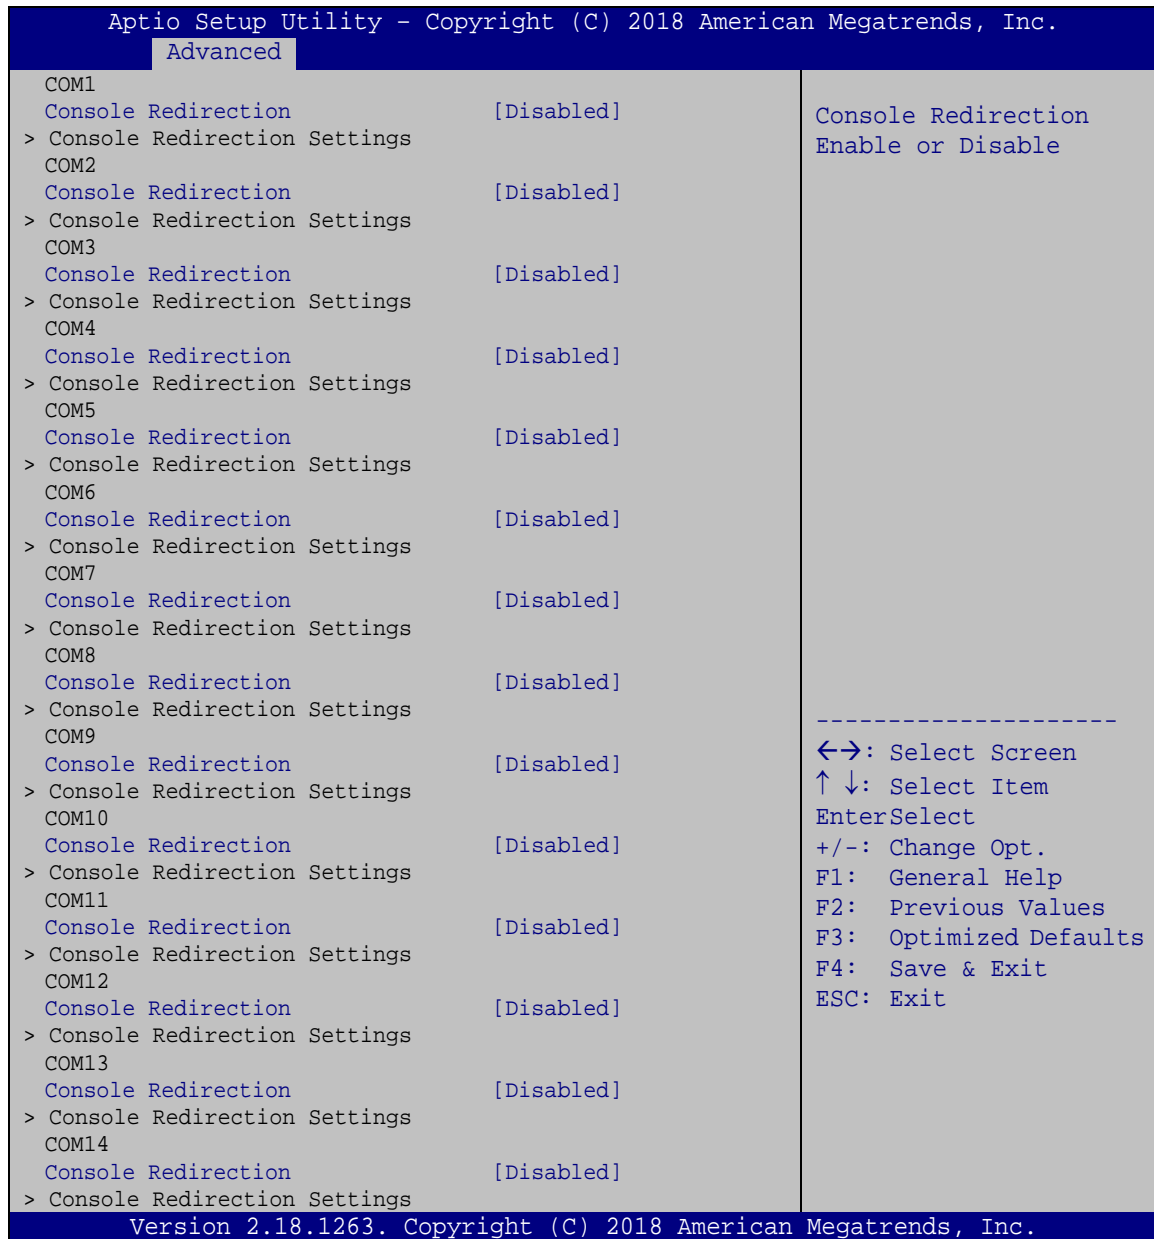 Aptio Setup Utility – Copyright (C) 2018 American Megatrends, Inc.
Advanced
COM1
Console Redirection [Disabled]
> Console Redirection Settings
COM2
Console Redirection [Disabled]
> Console Redirection Settings
COM3
Console Redirection [Disabled]
> Console Redirection Settings
COM4
Console Redirection [Disabled]
> Console Redirection Settings
COM5
Console Redirection [Disabled]
> Console Redirection Settings
COM6
Console Redirection [Disabled]
> Console Redirection Settings
COM7
Console Redirection [Disabled]
> Console Redirection Settings
COM8
Console Redirection [Disabled]
> Console Redirection Settings
COM9
Console Redirection [Disabled]
> Console Redirection Settings
COM10
Console Redirection [Disabled]
> Console Redirection Settings
COM11
Console Redirection [Disabled]
> Console Redirection Settings
COM12
Console Redirection [Disabled]
> Console Redirection Settings
COM13
Console Redirection [Disabled]
> Console Redirection Settings
COM14
Console Redirection [Disabled]
> Console Redirection Settings
Console Redirection
Enable or Disable
---------------------
←→: Select Screen
↑ ↓: Select Item
EnterSelect
+/-: Change Opt.
F1: General Help
F2: Previous Values
F3: Optimized Defaults
F4: Save & Exit
ESC: Exit
Version 2.18.1263. Copyright (C) 2018 American Megatrends, Inc.